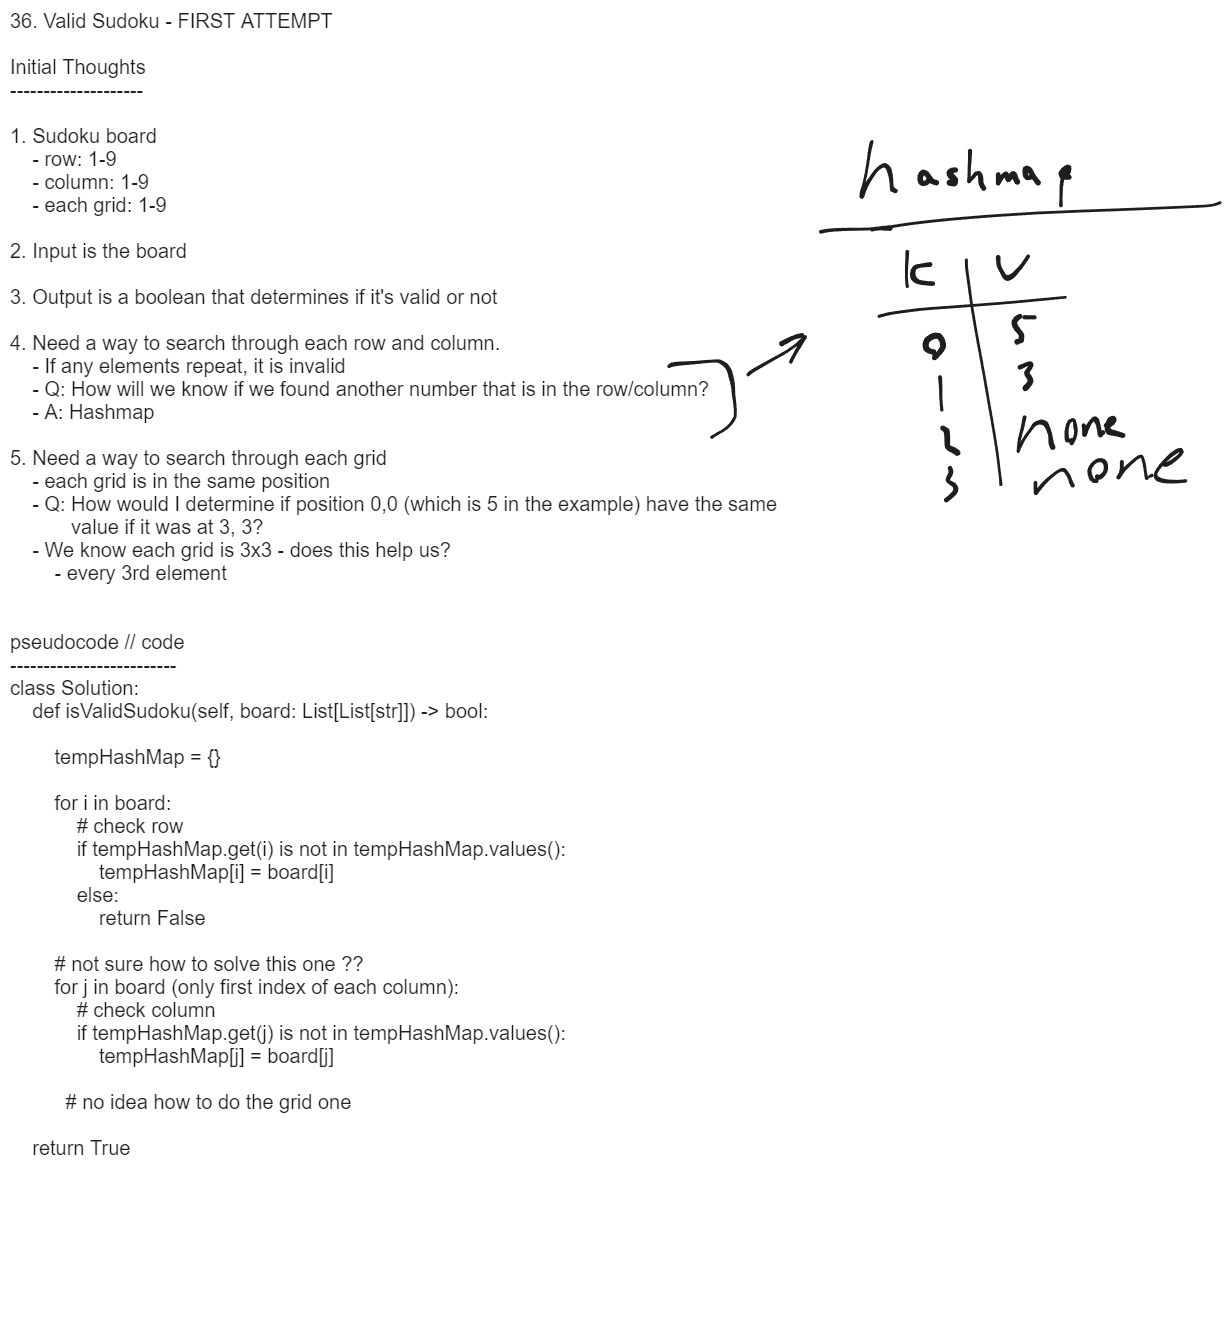 36. Valid Sudoku - FIRST ATTEMPT
Initial Thoughts
--------------------
1. Sudoku board
- row: 1-9
- column: 1-9
- each grid: 1-9
2. Input is the board
3. Output is a boolean that determines if it's valid or not
4. Need a way to search through each row and column.
- If any elements repeat, it is invalid
- Q: How will we know if we found another number that is in the row/column?
- A: Hashmap
5. Need a way to search through each grid
- each grid is in the same position
- Q: How would I determine if position 0,0 (which is 5 in the example) have the same
value if it was at 3, 3?
- We know each grid is 3x3 - does this help us?
- every 3rd element
hashmap
K V
0 5
1 3
2 none
3 none
pseudocode // code
-------------------------
class Solution:
def isValidSudoku(self, board: List[List[str]]) -> bool:
tempHashMap = {}
for i in board:
# check row
if tempHashMap.get(i) is not in tempHashMap.values():
tempHashMap[i] = board[i]
else:
return False
# not sure how to solve this one ??
for j in board (only first index of each column):
# check column
if tempHashMap.get(j) is not in tempHashMap.values():
tempHashMap[j] = board[j]
# no idea how to do the grid one
return True